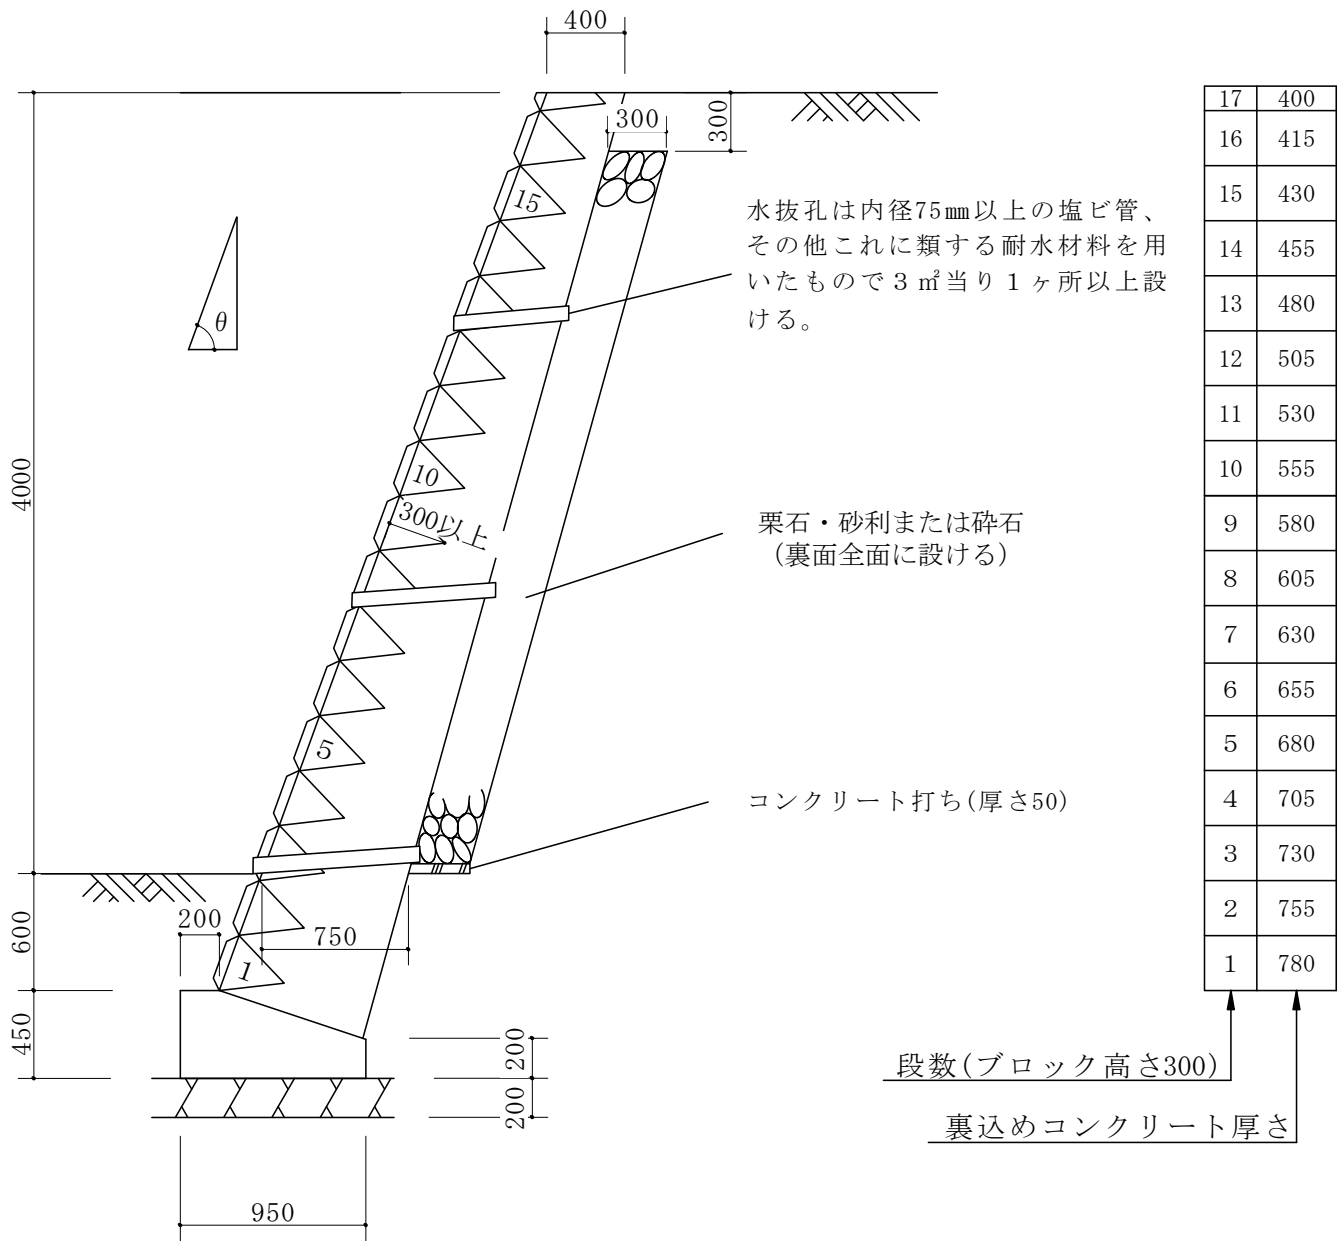 400
300
300
水抜孔は内径75㎜以上の塩ビ管、
その他これに類する耐水材料を用
いたもので３㎡当り１ヶ所以上設
ける。
θ
15
10
300以上
5
1
4000
栗石・砂利または砕石
(裏面全面に設ける)
コンクリート打ち(厚さ50)
600
200
750
450
200
200
950
17 400
16 415
15 430
14 455
13 480
12 505
11 530
10 555
9 580
8 605
7 630
6 655
5 680
4 705
3 730
2 755
1 780
段数(ブロック高さ300)
裏込めコンクリート厚さ